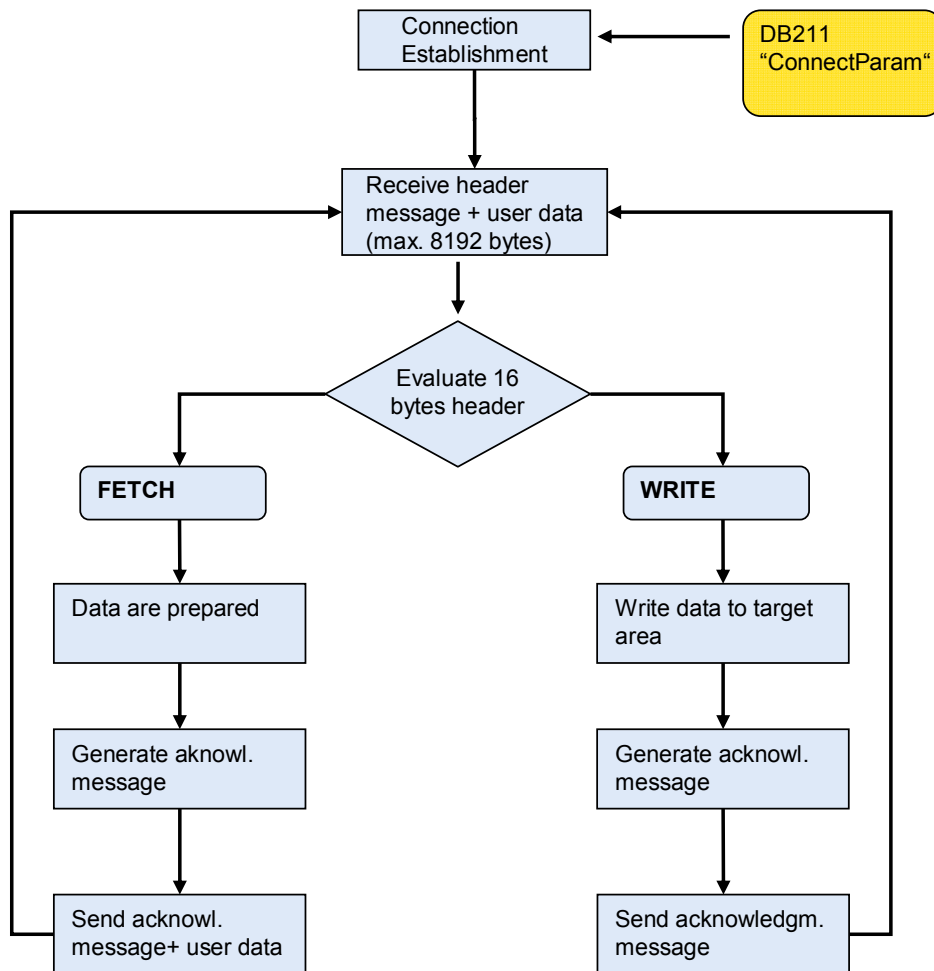 Connection
Establishment
DB211
“ConnectParam“
Receive header
message + user data
(max. 8192 bytes)
Evaluate 16
bytes header
FETCH
WRITE
Data are prepared
Write data to target
area
Generate aknowl.
message
Generate acknowl.
message
Send acknowl.
message+ user data
Send acknowledgm.
message